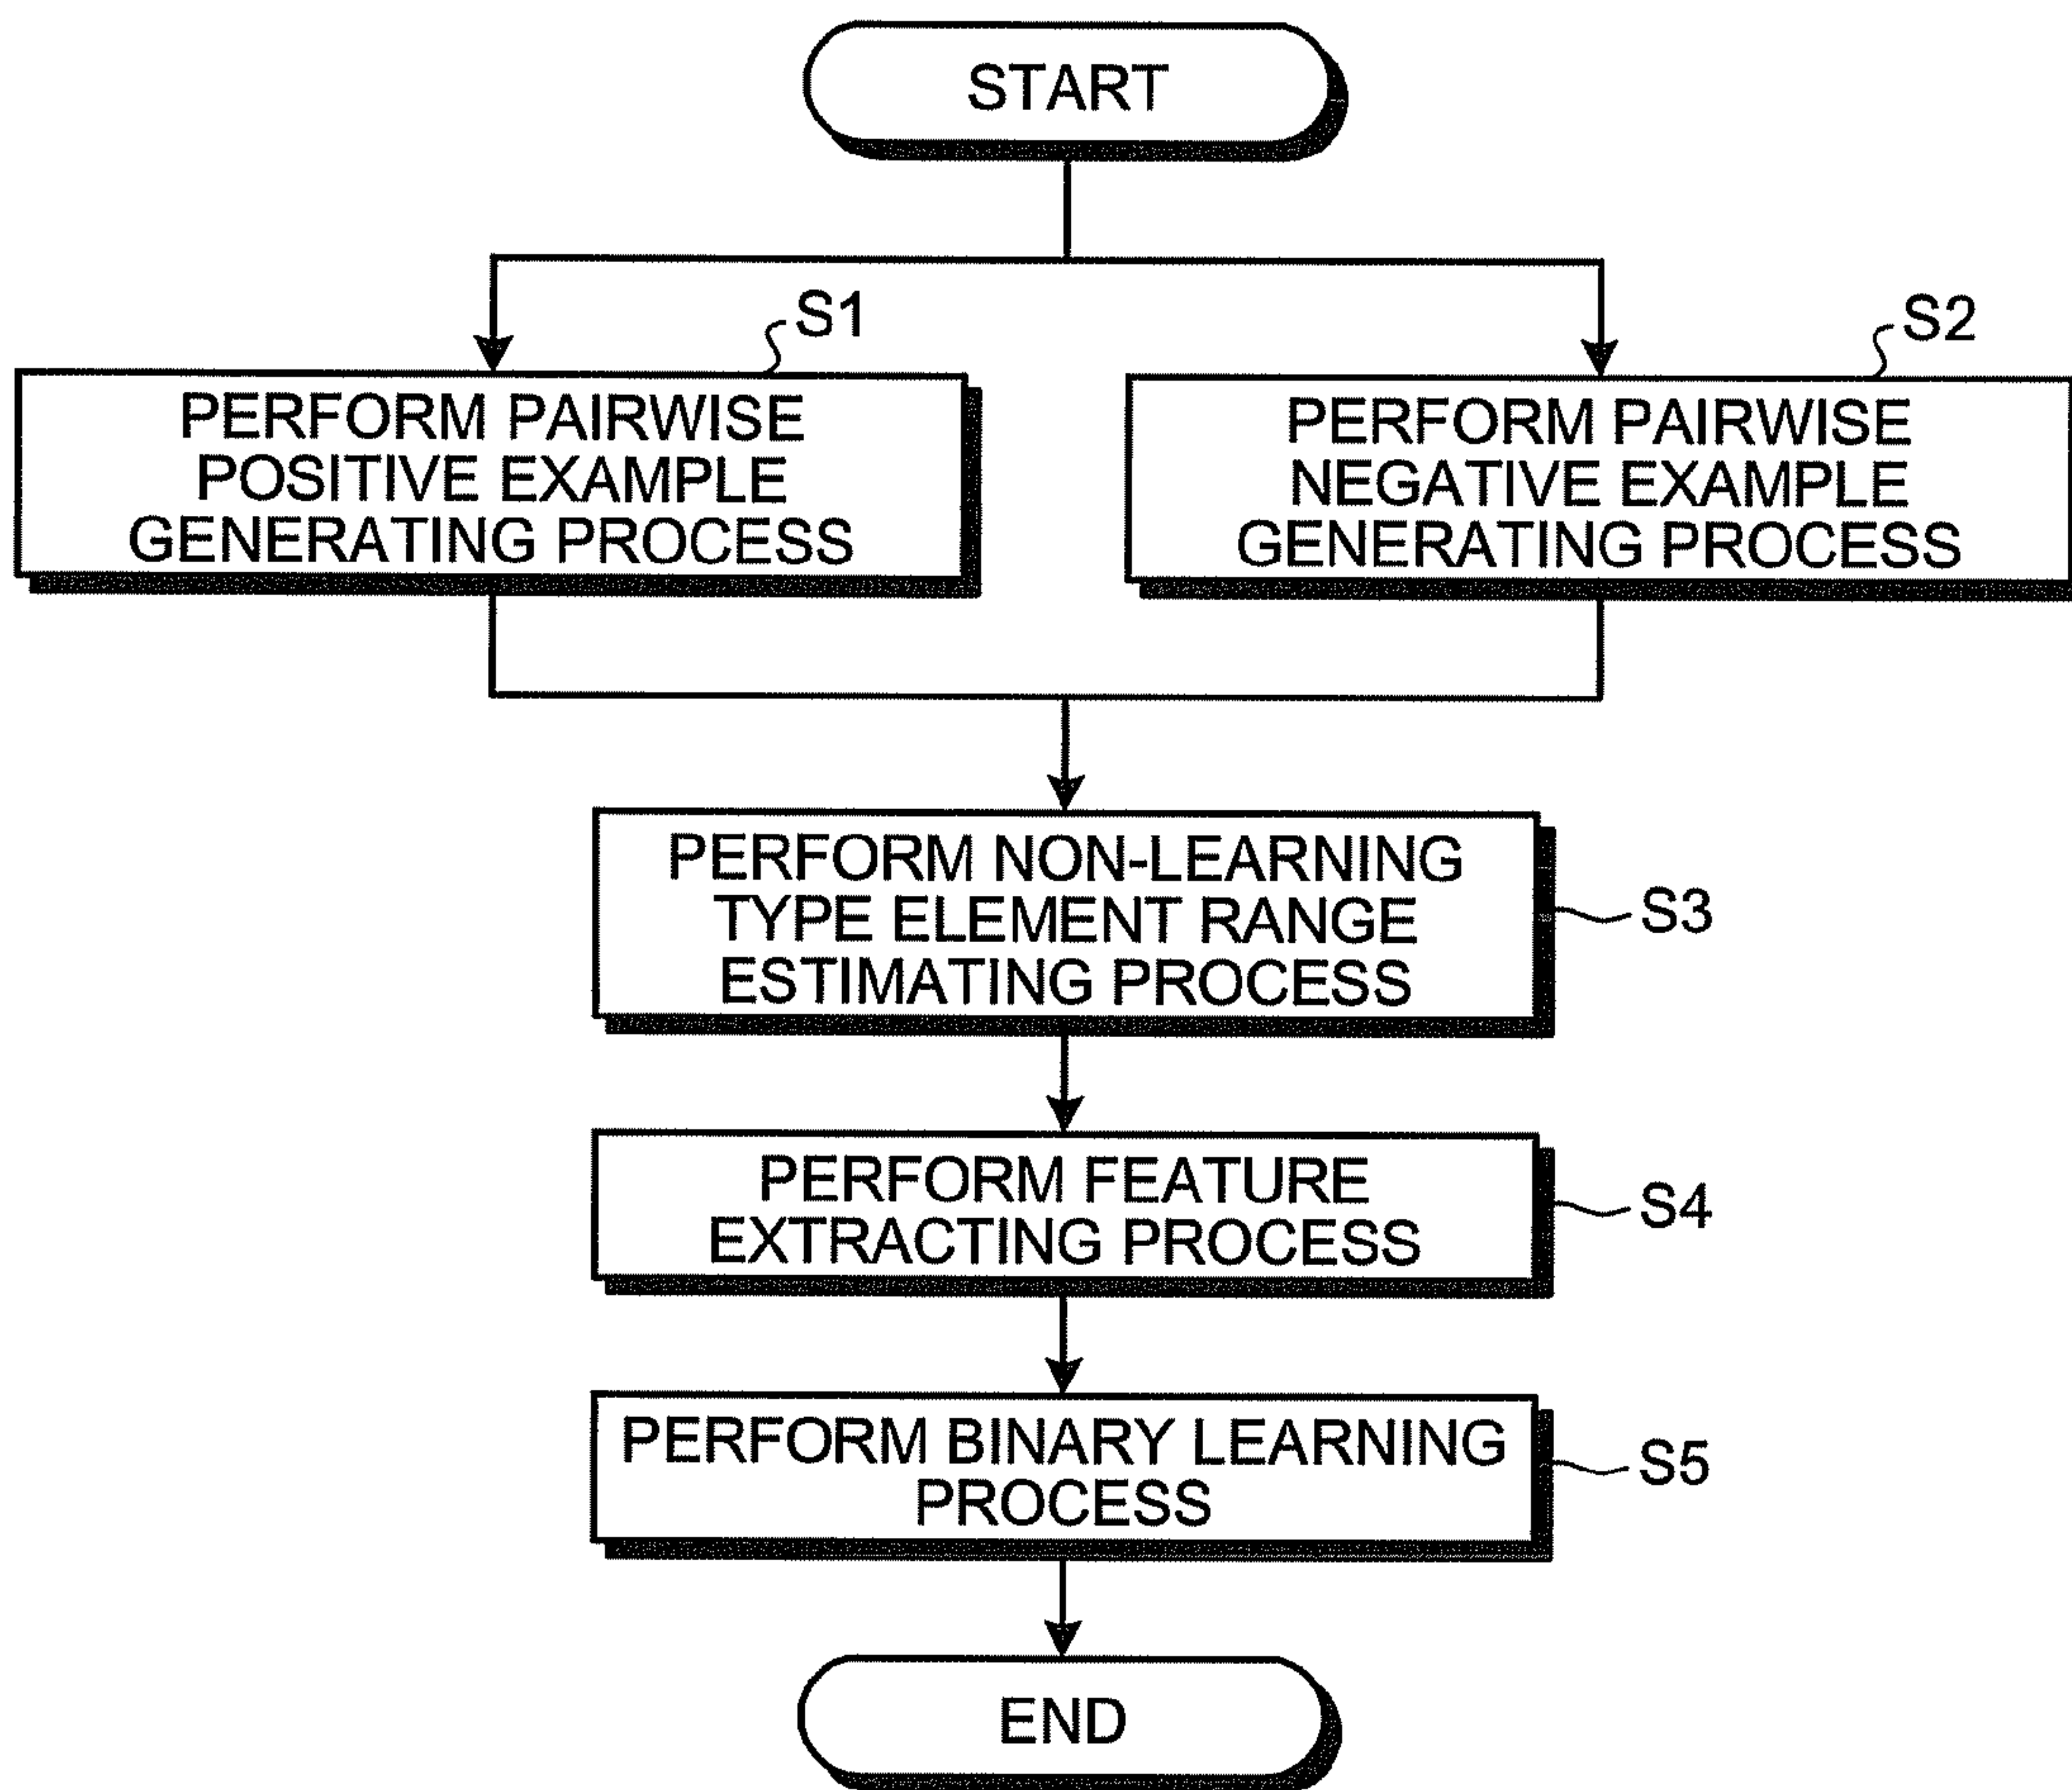 START
S1
PERFORM PAIRWISE
POSITIVE EXAMPLE
GENERATING PROCESS
S2
PERFORM PAIRWISE
NEGATIVE EXAMPLE
GENERATING PROCESS
PERFORM NON-LEARNING
TYPE ELEMENT RANGE
ESTIMATING PROCESS
S3
PERFORM FEATURE
EXTRACTING PROCESS
S4
PERFORM BINARY LEARNING
PROCESS
S5
END